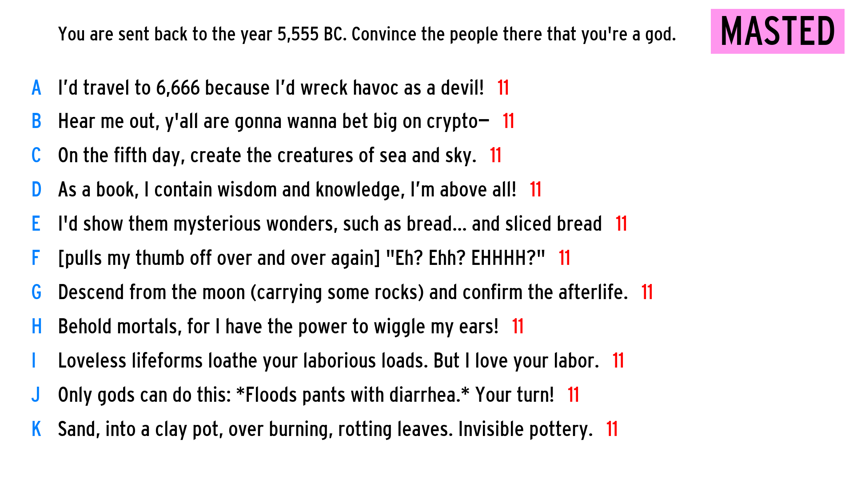 You are sent back to the year 5,555 BC. Convince the people there that you're a god.
MASTED
A I'd travel to 6,666 because I'd wreck havoc as a devil! 11
B Hear me out, y'all are gonna wanna bet big on crypto— 11
C On the fifth day, create the creatures of sea and sky. 11
D As a book, I contain wisdom and knowledge, I'm above all! 11
E I'd show them mysterious wonders, such as bread... and sliced bread 11
F [pulls my thumb off over and over again] "Eh? Ehh? EHHHH?" 11
G Descend from the moon (carrying some rocks) and confirm the afterlife. 11
H Behold mortals, for I have the power to wiggle my ears! 11
I Loveless lifeforms loathe your laborious loads. But I love your labor. 11
J Only gods can do this: *Floods pants with diarrhea.* Your turn! 11
K Sand, into a clay pot, over burning, rotting leaves. Invisible pottery. 11